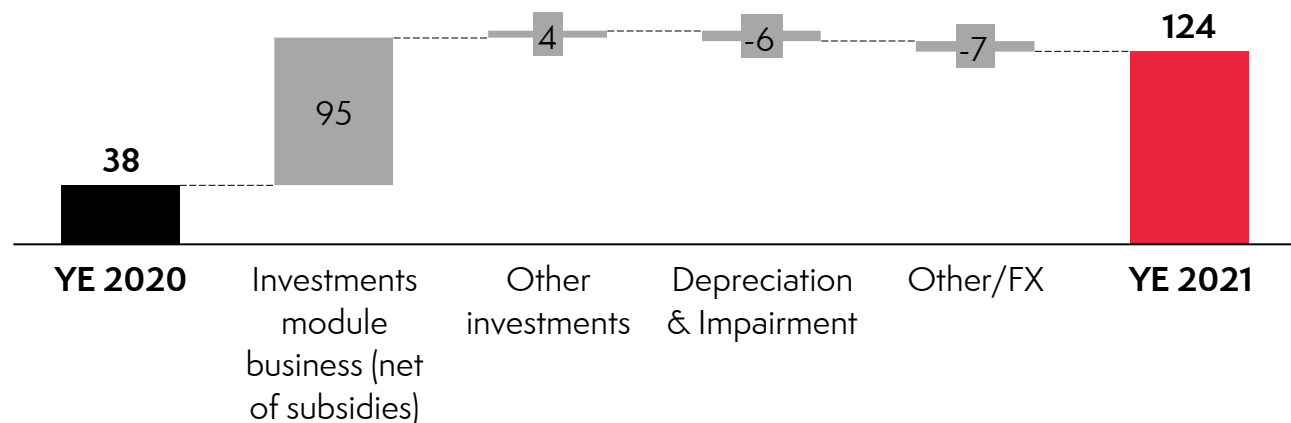 38
95
4
-6
-7
124
YE 2020
Investments
module
business (net
of subsidies)
Other
investments
Depreciation
& Impairment
Other/FX
YE 2021